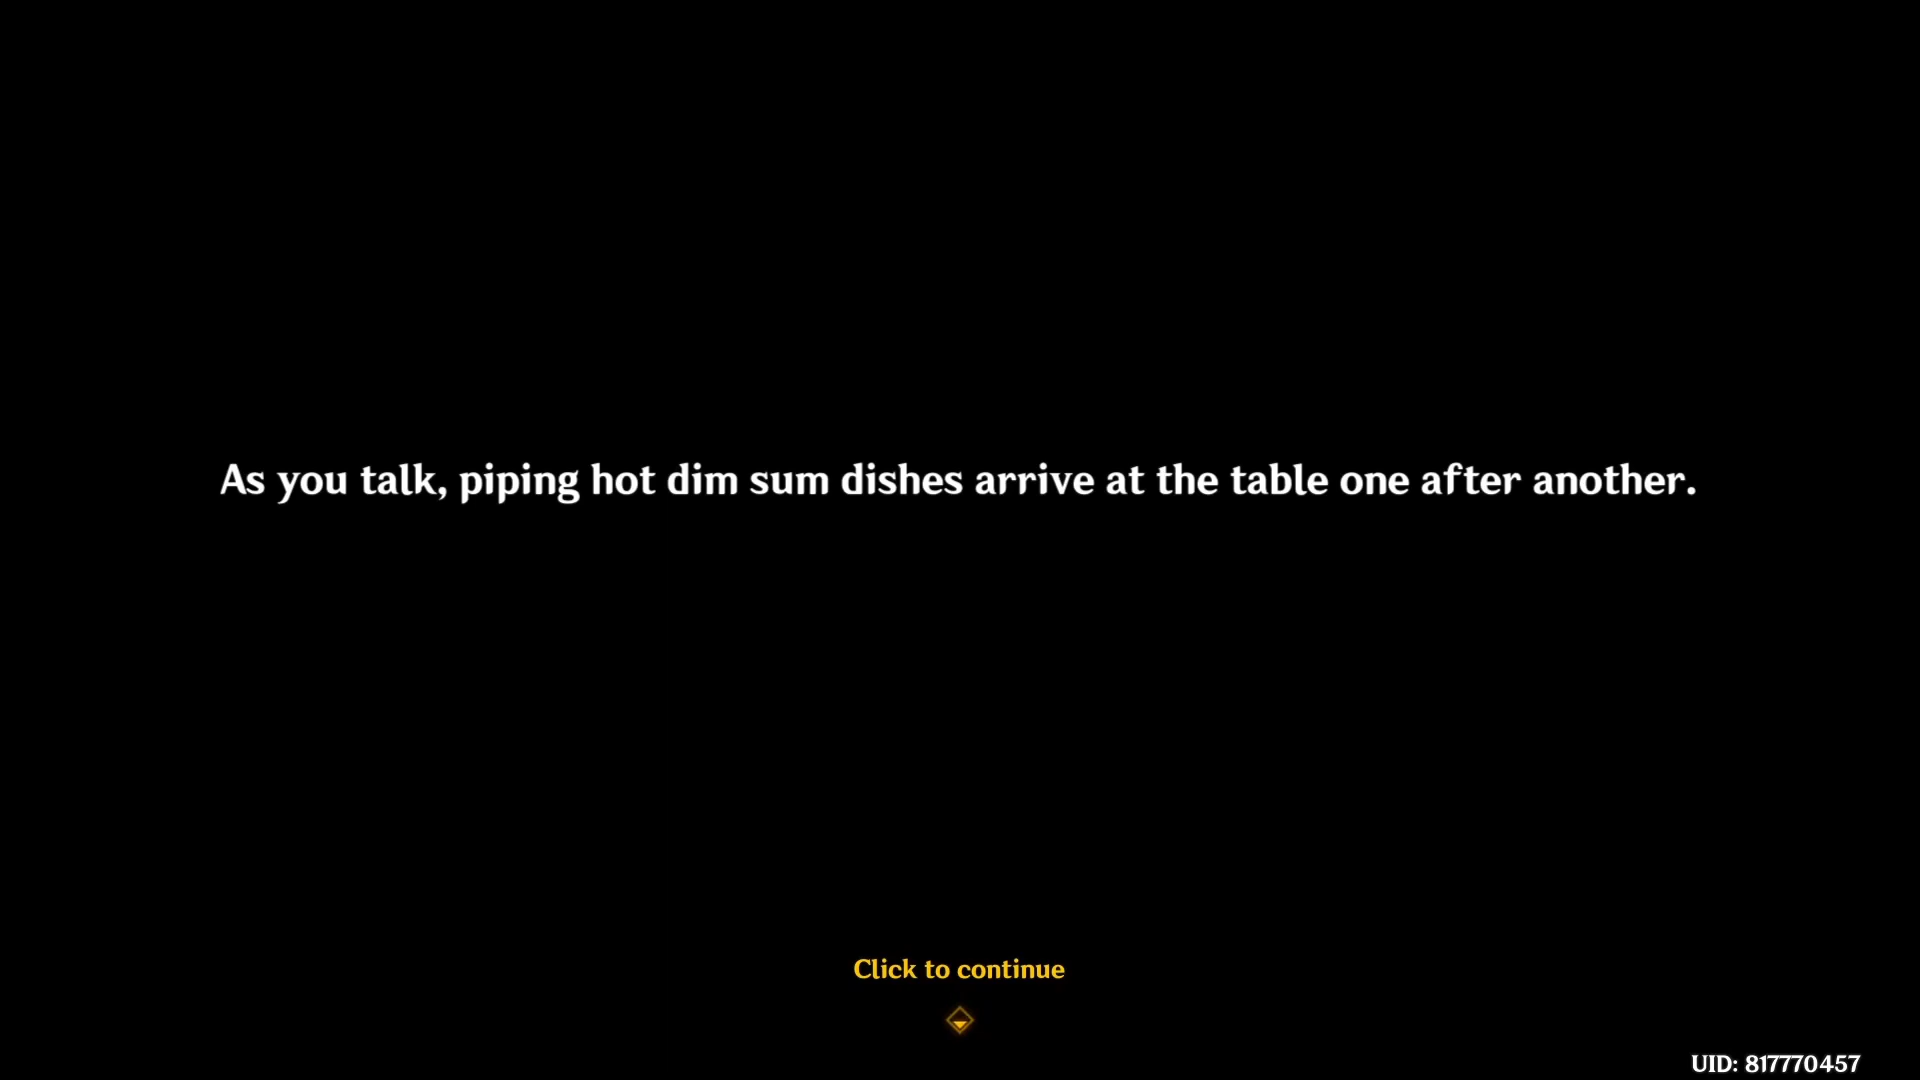 As you talk, piping hot dim sum dishes arrive at the table one after another.
Click to continue
UID: 817770457